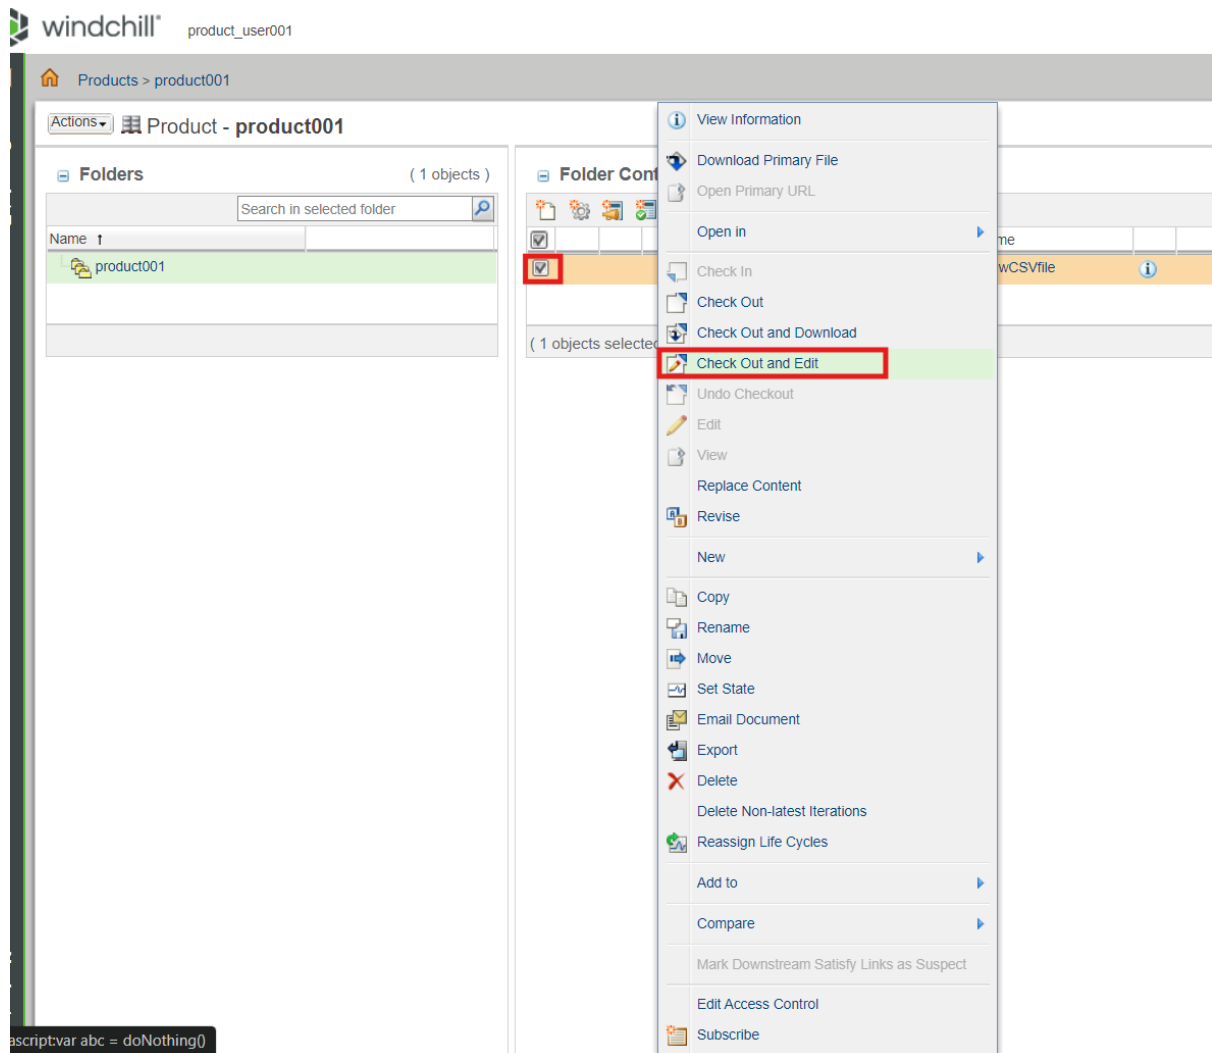 windchill®
product_user001
Products > product001
Actions
Product - product001
Folders
( 1 objects )
Search in selected folder
Name ↑
product001
Folder Cont
me
wCSVfile
( 1 objects selected
View Information
Download Primary File
Open Primary URL
Open in
Check In
Check Out
Check Out and Download
Check Out and Edit
Undo Checkout
Edit
View
Replace Content
Revise
New
Copy
Rename
Move
Set State
Email Document
Export
Delete
Delete Non-latest Iterations
Reassign Life Cycles
Add to
Compare
Mark Downstream Satisfy Links as Suspect
Edit Access Control
Subscribe
ascript:var abc = doNothing()